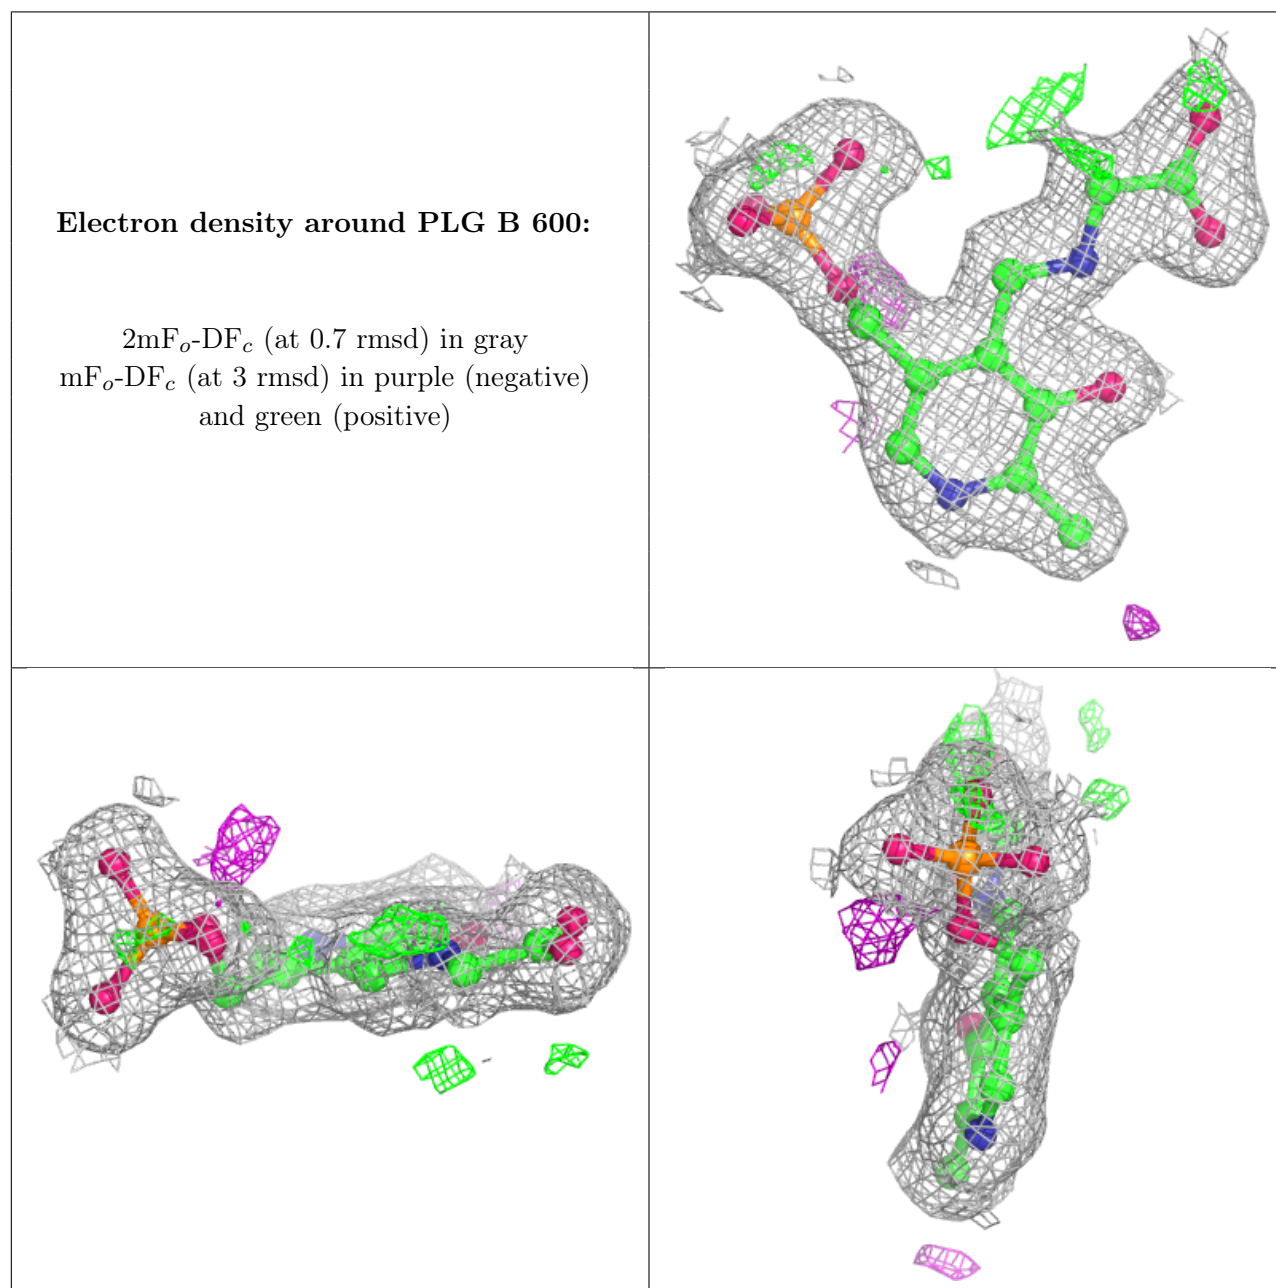 Electron density around PLG B 600:
2mFo-DFc (at 0.7 rmsd) in gray
mFo-DFc (at 3 rmsd) in purple (negative)
and green (positive)